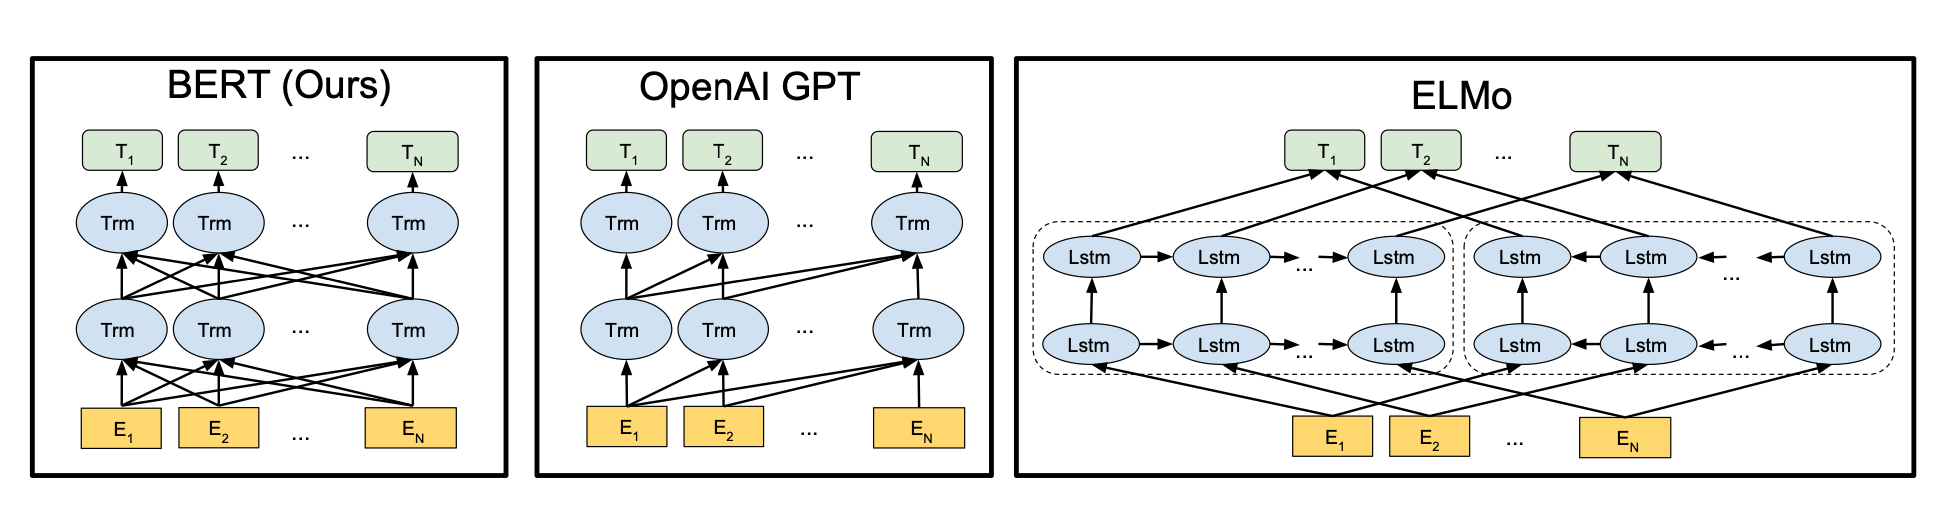 BERT (Ours)
T1 T2 ... TN
Trm Trm ... Trm
Trm Trm ... Trm
E1 E2 ... EN
OpenAI GPT
T1 T2 ... TN
Trm Trm ... Trm
Trm Trm ... Trm
E1 E2 ... EN
ELMo
T1 T2 ... TN
Lstm Lstm ... Lstm Lstm Lstm ... Lstm
Lstm Lstm ... Lstm Lstm Lstm ... Lstm
E1 E2 ... EN